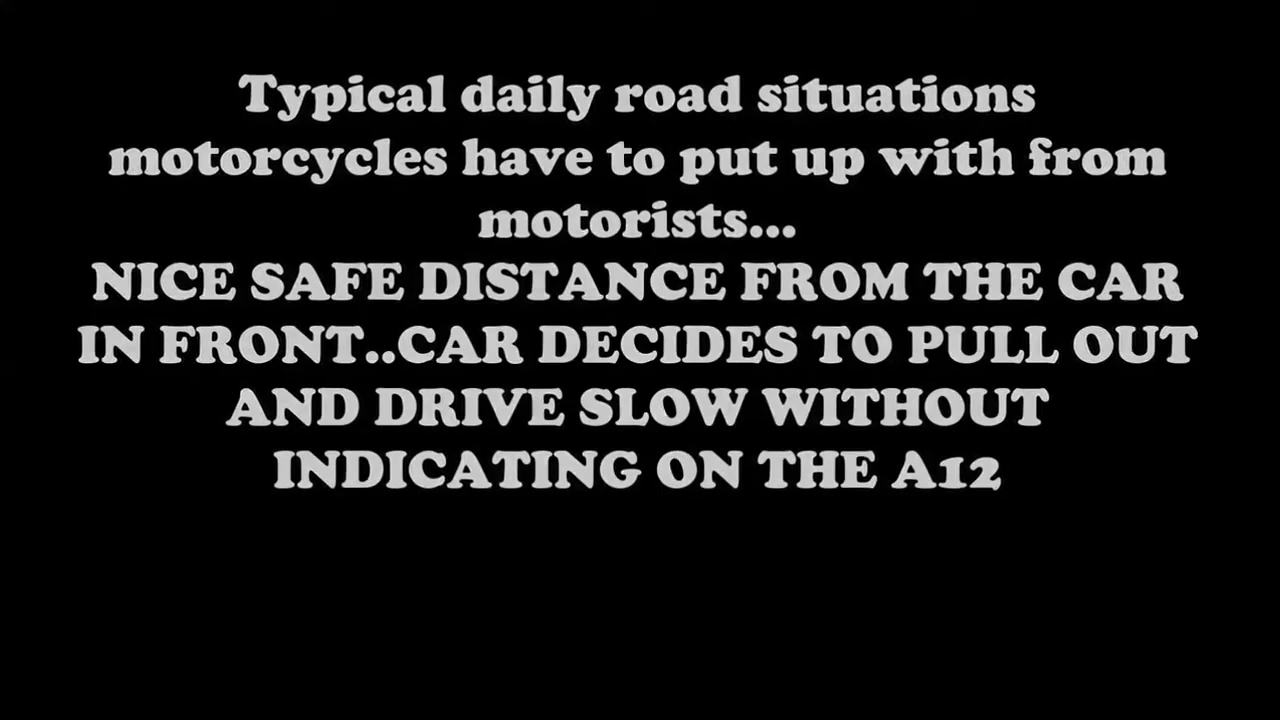 Typical daily road situations
motorcycles have to put up with from
motorists...
NICE SAFE DISTANCE FROM THE CAR
IN FRONT..CAR DECIDES TO PULL OUT
AND DRIVE SLOW WITHOUT
INDICATING ON THE A12